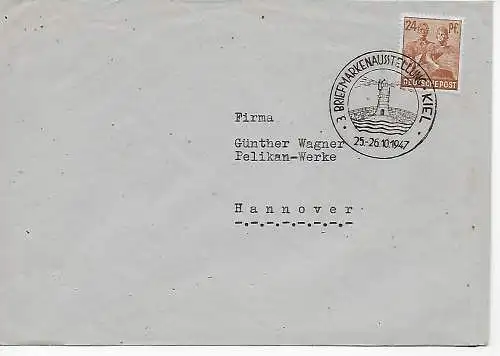 24 Pf.
DEUTSCHE POST
3. BRIEFMARKENAUSSTELLUNG KIEL
25.-26.10.1947
Firma
Günther Wagner
Pelikan-Werke
Hannover